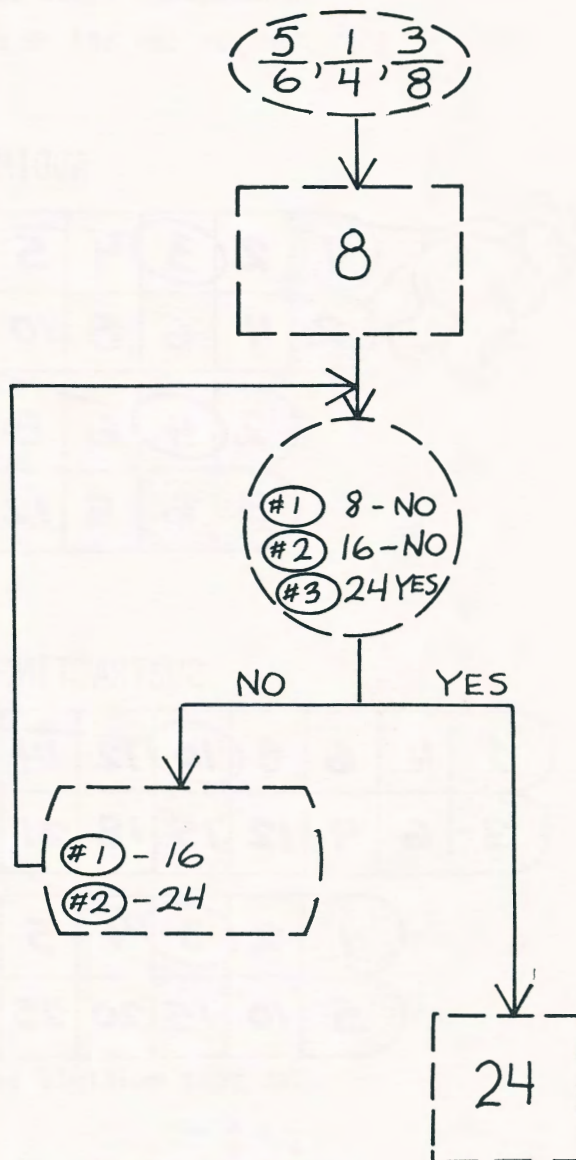 5/6, 1/4, 3/8
8
#1 8-NO
#2 16-NO
#3 24 YES
NO YES
#1 - 16
#2 - 24
24